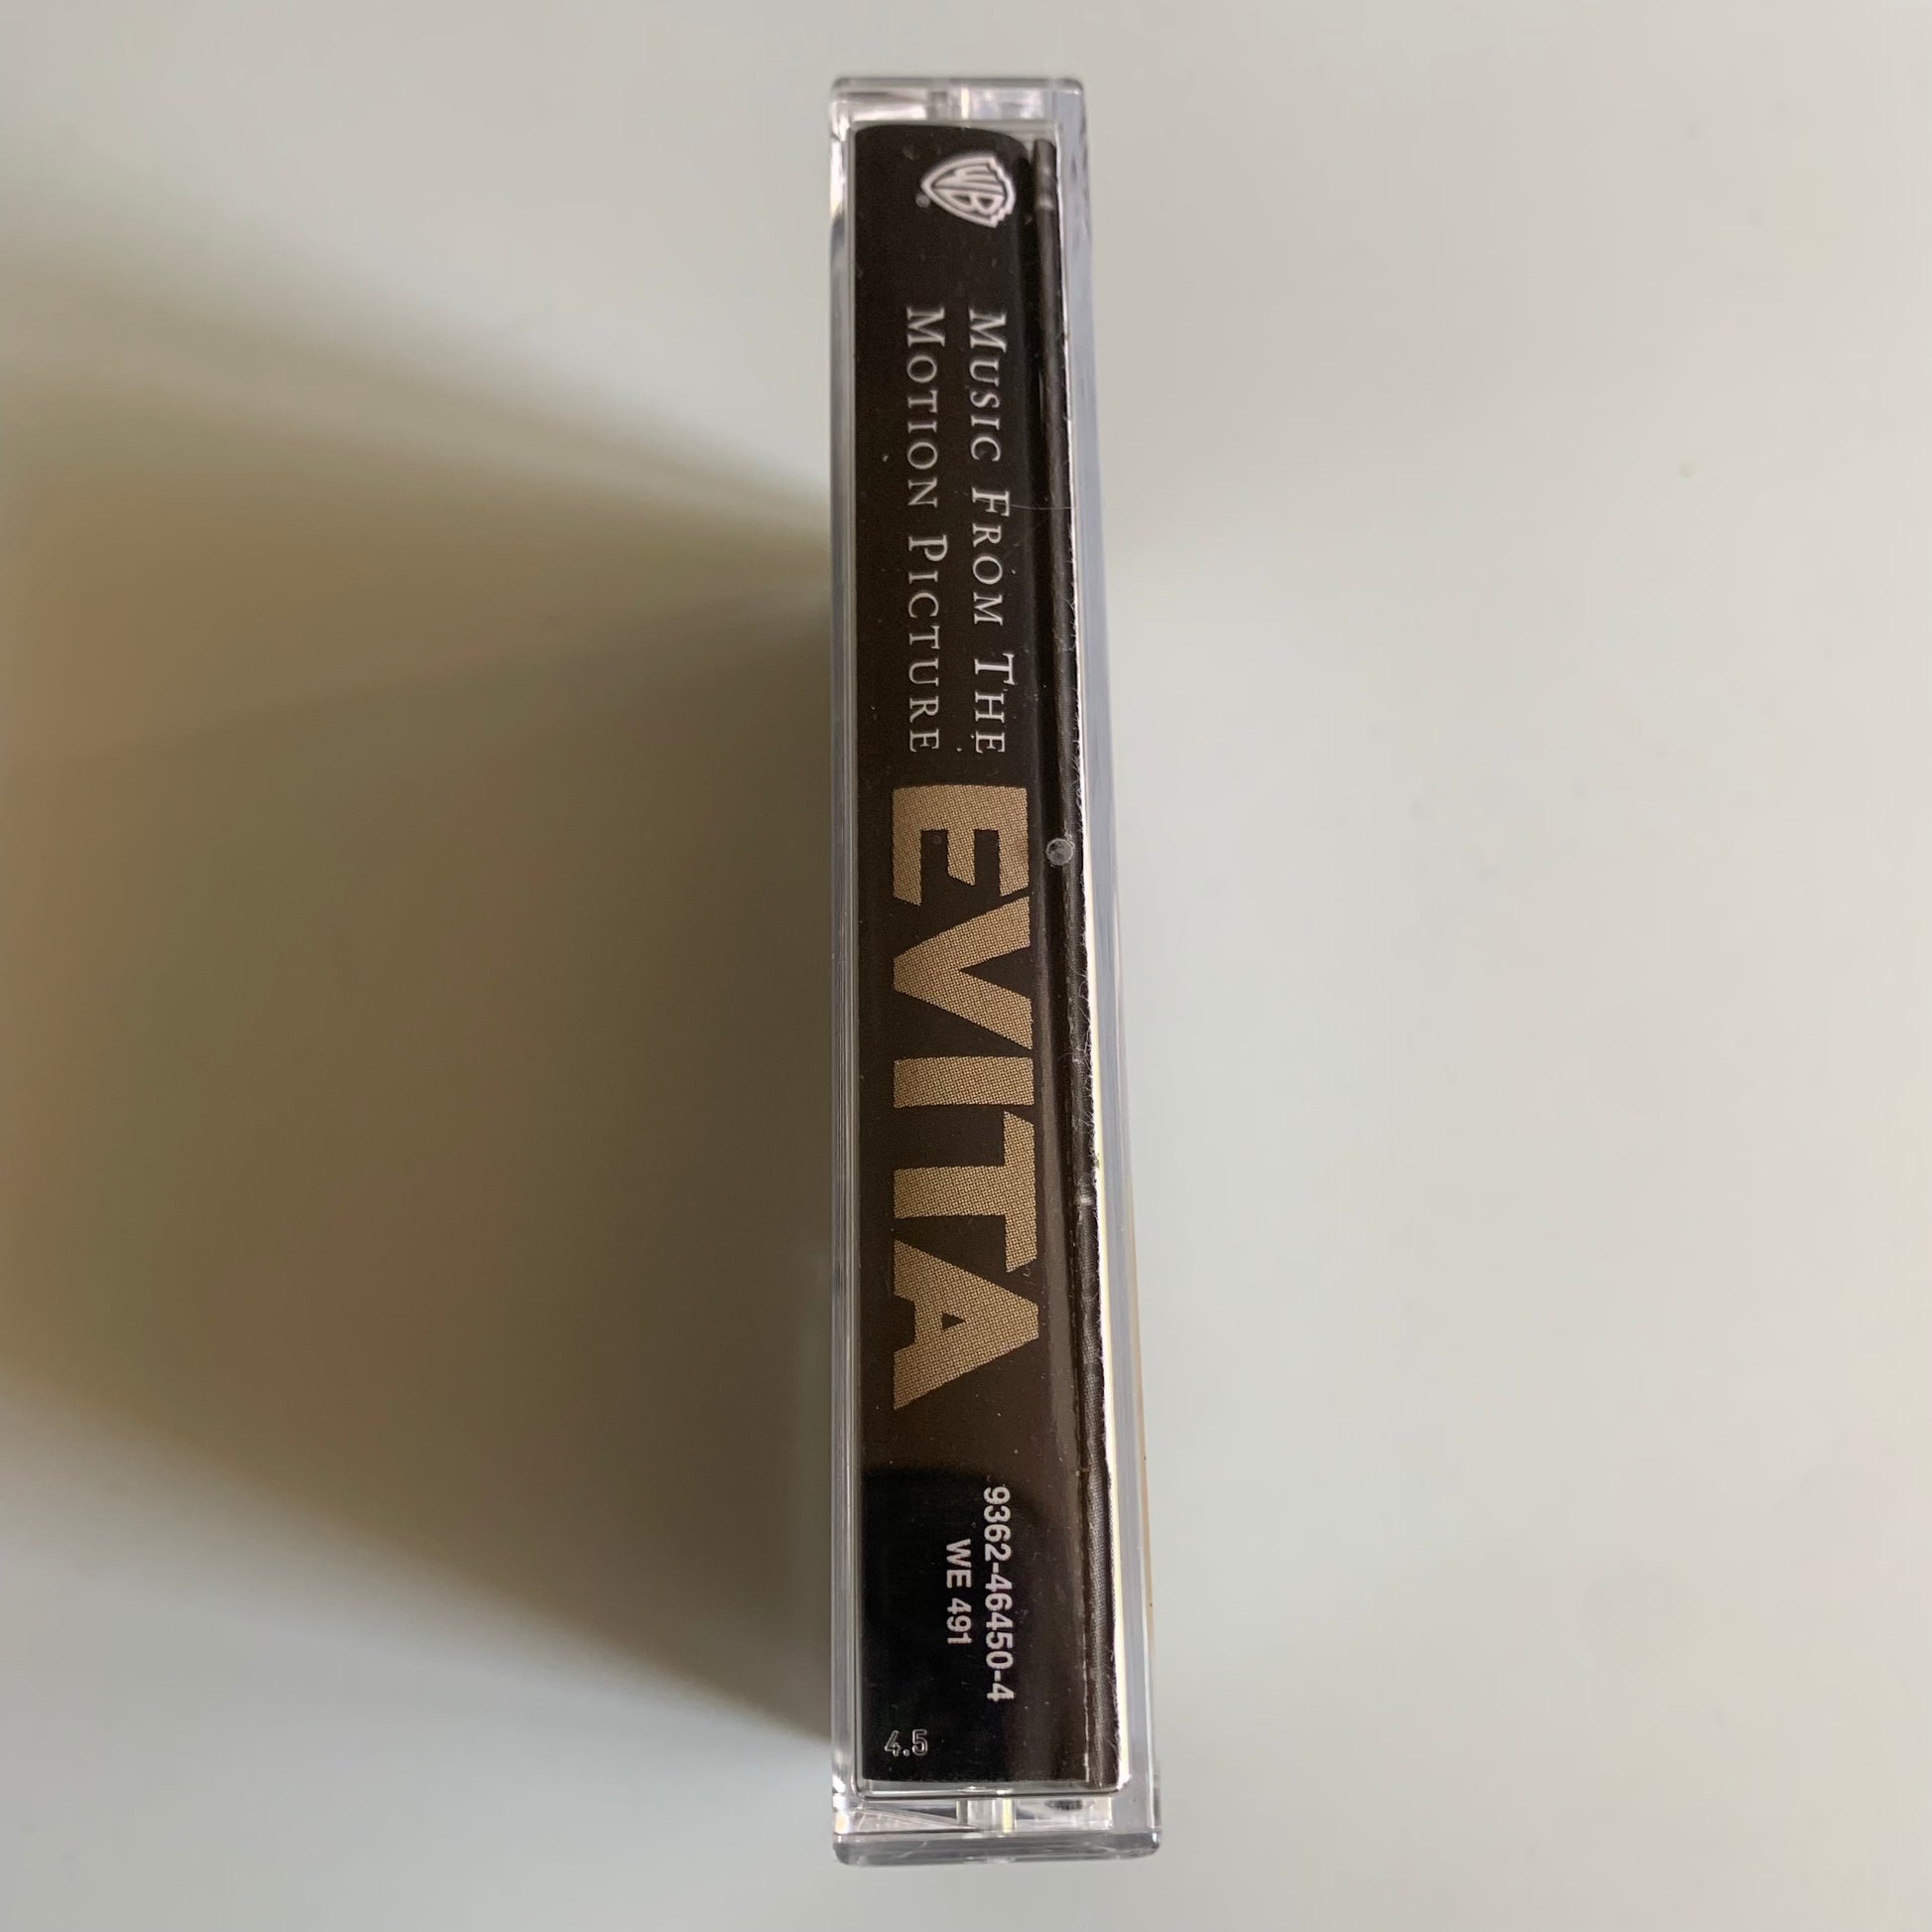 WB
MUSIC FROM THE
MOTION PICTURE
EVITA
9362-46450-4
WE 491
4.5